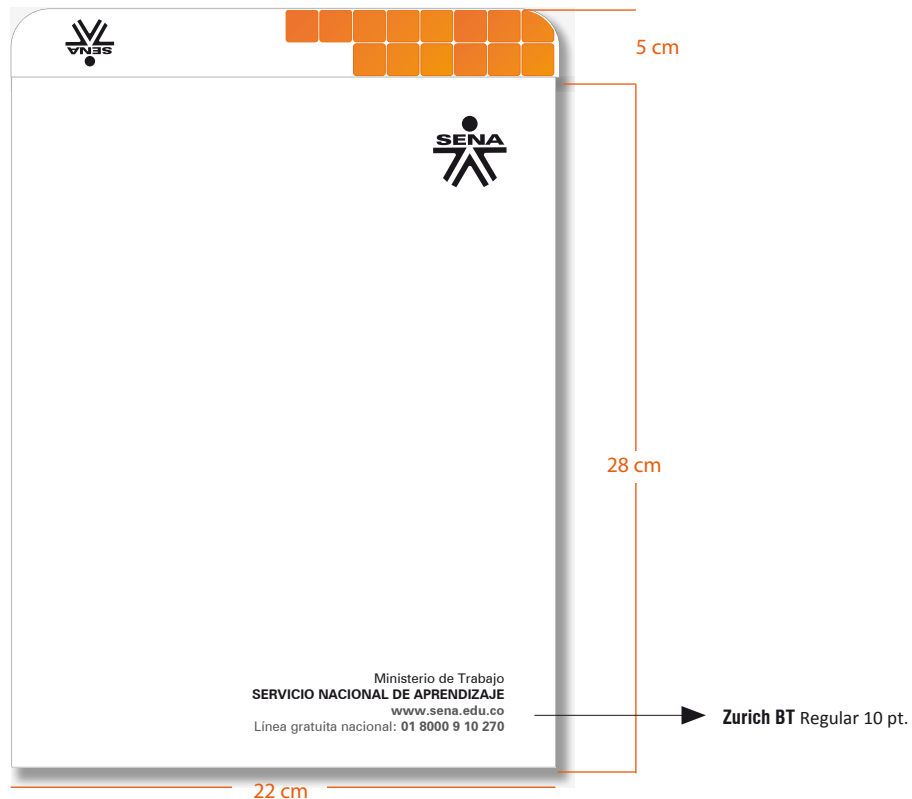 SENA
5 cm
SENA
28 cm
Ministerio de Trabajo
SERVICIO NACIONAL DE APRENDIZAJE
www.sena.edu.co
Línea gratuita nacional: 01 8000 9 10 270
Zurich BT Regular 10 pt.
22 cm